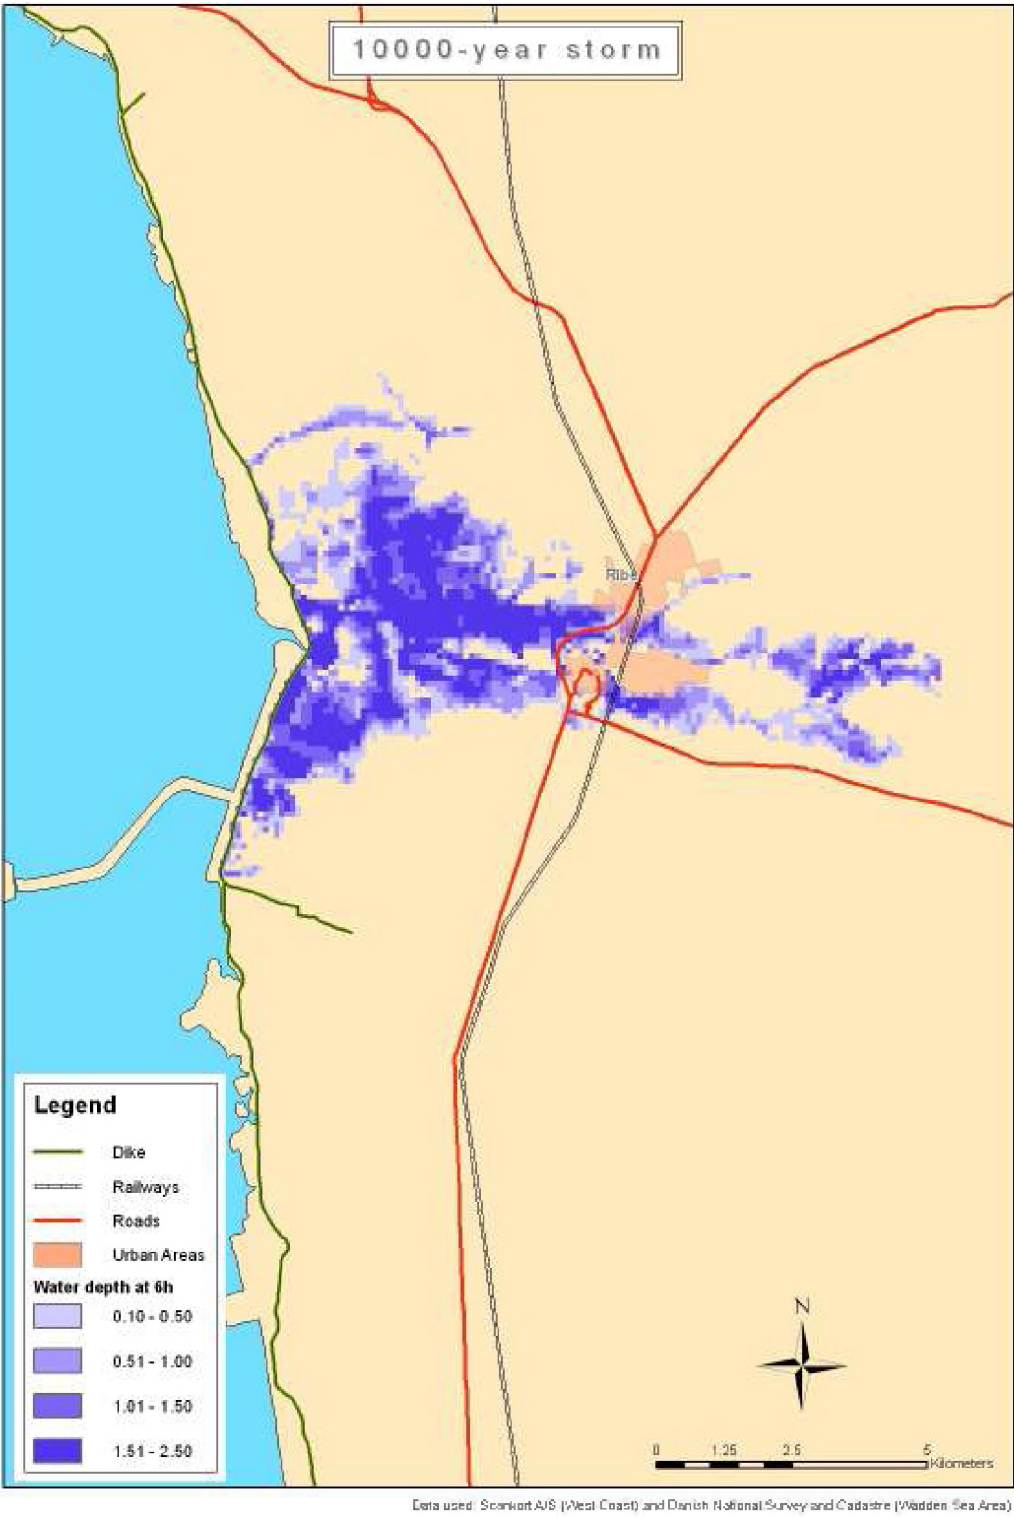 10000-year storm
Ribe
Legend
Dike
Railways
Roads
Urban Areas
Water depth at 6h
0.10 - 0.50
0.51 - 1.00
1.01 - 1.50
1.51 - 2.50
N
0 1.25 2.5 5
Kilometers
Data used: Scankort A/S (West Coast) and Danish National Survey and Cadastre (Wadden Sea Area)